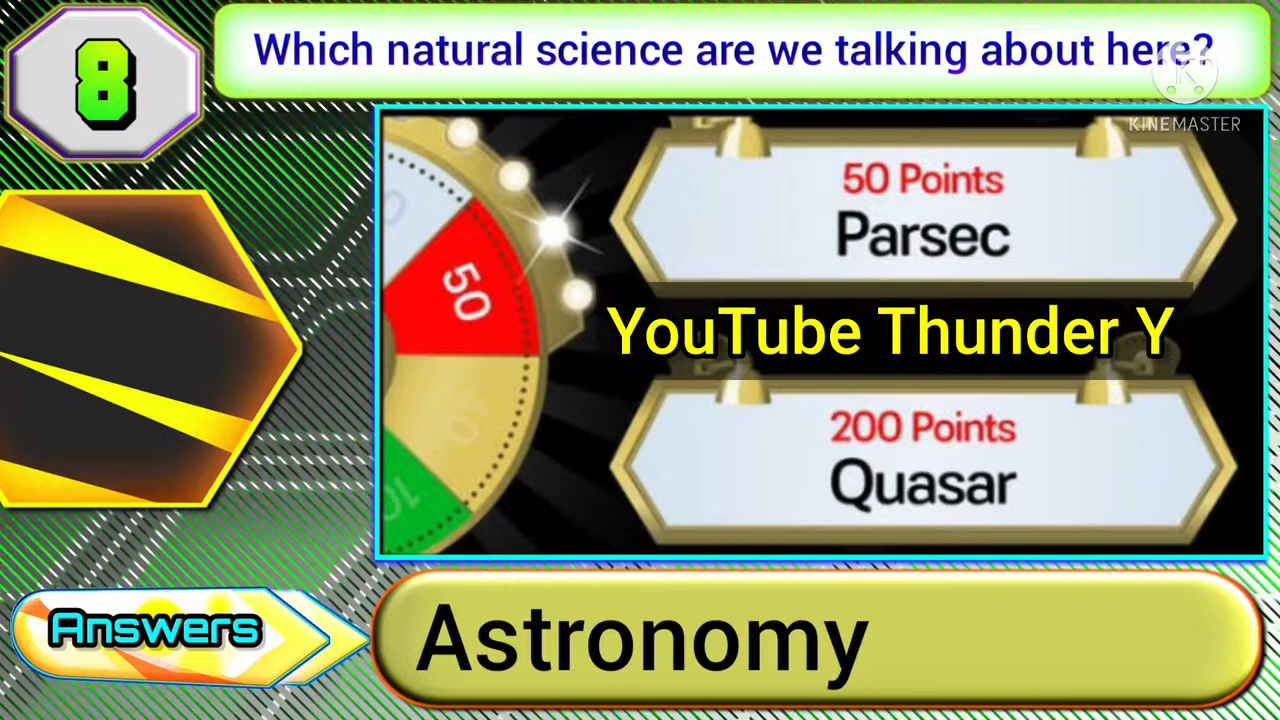 8
Which natural science are we talking about here?
K
KINEMASTER
50 Points
Parsec
50
YouTube Thunder Y
200 Points
Quasar
Answers
Astronomy